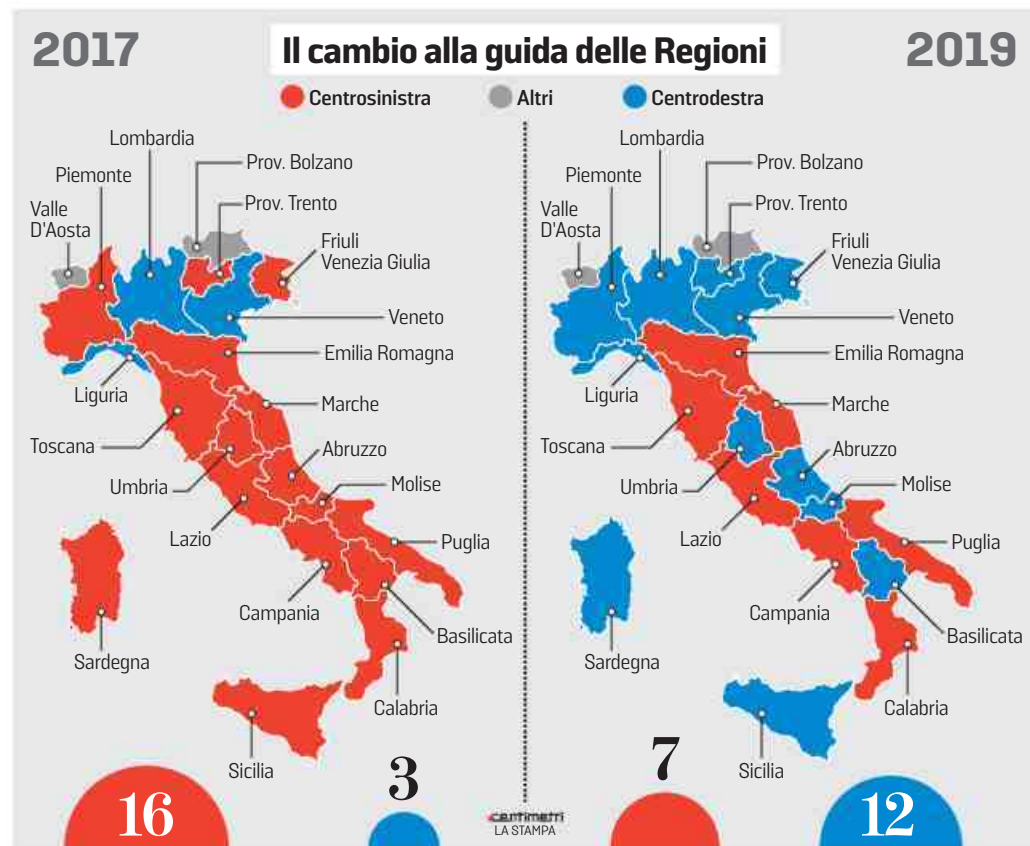 2017
Il cambio alla guida delle Regioni
2019
Centrosinistra
Altri
Centrodestra
Lombardia
Piemonte
Valle
D'Aosta
Prov. Bolzano
Prov. Trento
Friuli
Venezia Giulia
Veneto
Emilia Romagna
Liguria
Marche
Toscana
Abruzzo
Umbria
Molise
Lazio
Puglia
Campania
Basilicata
Sardegna
Calabria
Sicilia
16
3
Lombardia
Piemonte
Valle
D'Aosta
Prov. Bolzano
Prov. Trento
Friuli
Venezia Giulia
Veneto
Emilia Romagna
Liguria
Marche
Toscana
Abruzzo
Umbria
Molise
Lazio
Puglia
Campania
Basilicata
Sardegna
Calabria
Sicilia
7
12
centimetri
LA STAMPA